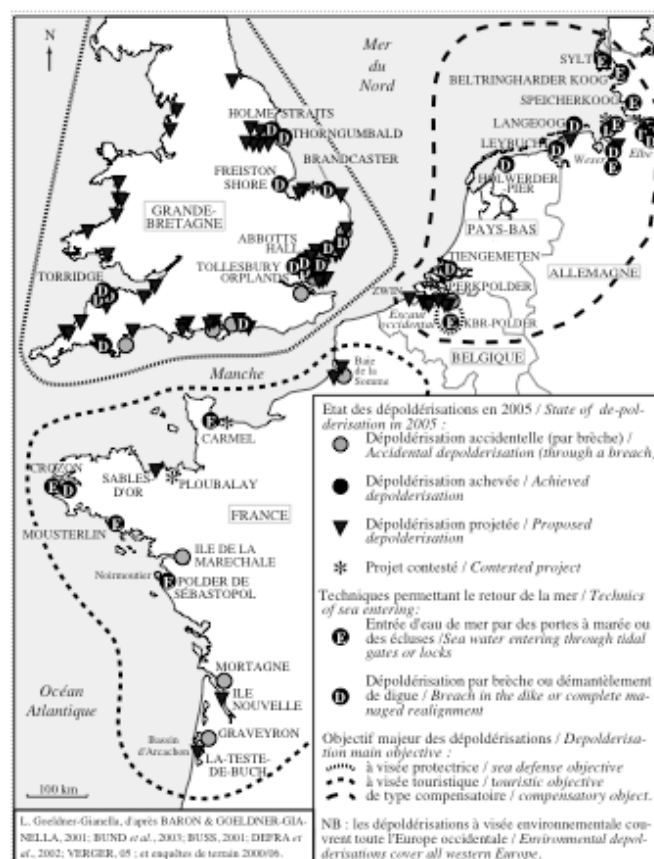 N
Mer
du
Nord
SYLT
BELTRINGHARDER KOOG
SPEICHERKOOG
LANGEOOG
LEYBUCH
Weser
Elbe
HOLWERDER
-PIER
HOLME-STRAITS
THORNGUMBALD
BRANDCASTER
FREISTON
SHORE
GRANDE-
BRETAGNE
ABBOTTS
HALL
TOLLESBURY
ORPLANDS
TORRIDGE
PAYS-BAS
TIENGEMETEN
ALLEMAGNE
ZWIN
PERKPOLDER
Escaut
occidental
KBR-POLDER
BELGIQUE
Manche
Baie
de la
Somme
CARMEL
CROZON
SABLES
D'OR
PLOUBALAY
FRANCE
MOUSTERLIN
ILE DE LA
MARECHALE
Noirmoutier
POLDER DE
SÉBASTOPOL
MORTAGNE
Océan
Atlantique
ILE
NOUVELLE
GRAVEYRON
Bassin
d'Arcachon
LA-TESTE-
DE-BUCH
100 km
Etat des dépoldérisations en 2005 / State of de-pol-
derisation in 2005 :
Dépoldérisation accidentelle (par brèche) /
Accidental depolderisation (through a breach)
Dépoldérisation achevée / Achieved
depolderisation
Dépoldérisation projetée / Proposed
depolderisation
Projet contesté / Contested project
Techniques permettant le retour de la mer / Technics
of sea entering:
E Entrée d'eau de mer par des portes à marée ou
des écluses /Sea water entering through tidal
gates or locks
D Dépoldérisation par brèche ou démantèlement
de digue / Breach in the dike or complete ma-
naged realignment
Objectif majeur des dépoldérisations / Depolderisa-
tion main objective :
à visée protectrice / sea defense objective
à visée touristique / touristic objective
de type compensatoire / compensatory object.
NB : les dépoldérisations à visée environnementale cou-
vrent toute l'Europe occidentale / Environmental depol-
derisations cover all western Europe.
L. Goeldner-Gianella, d'après BARON & GOELDNER-GIA-
NELLA, 2001; BUND et al., 2003; BUSS, 2001; DEFRA et
al., 2002; VERGER, 05 ; et enquêtes de terrain 2000/06.